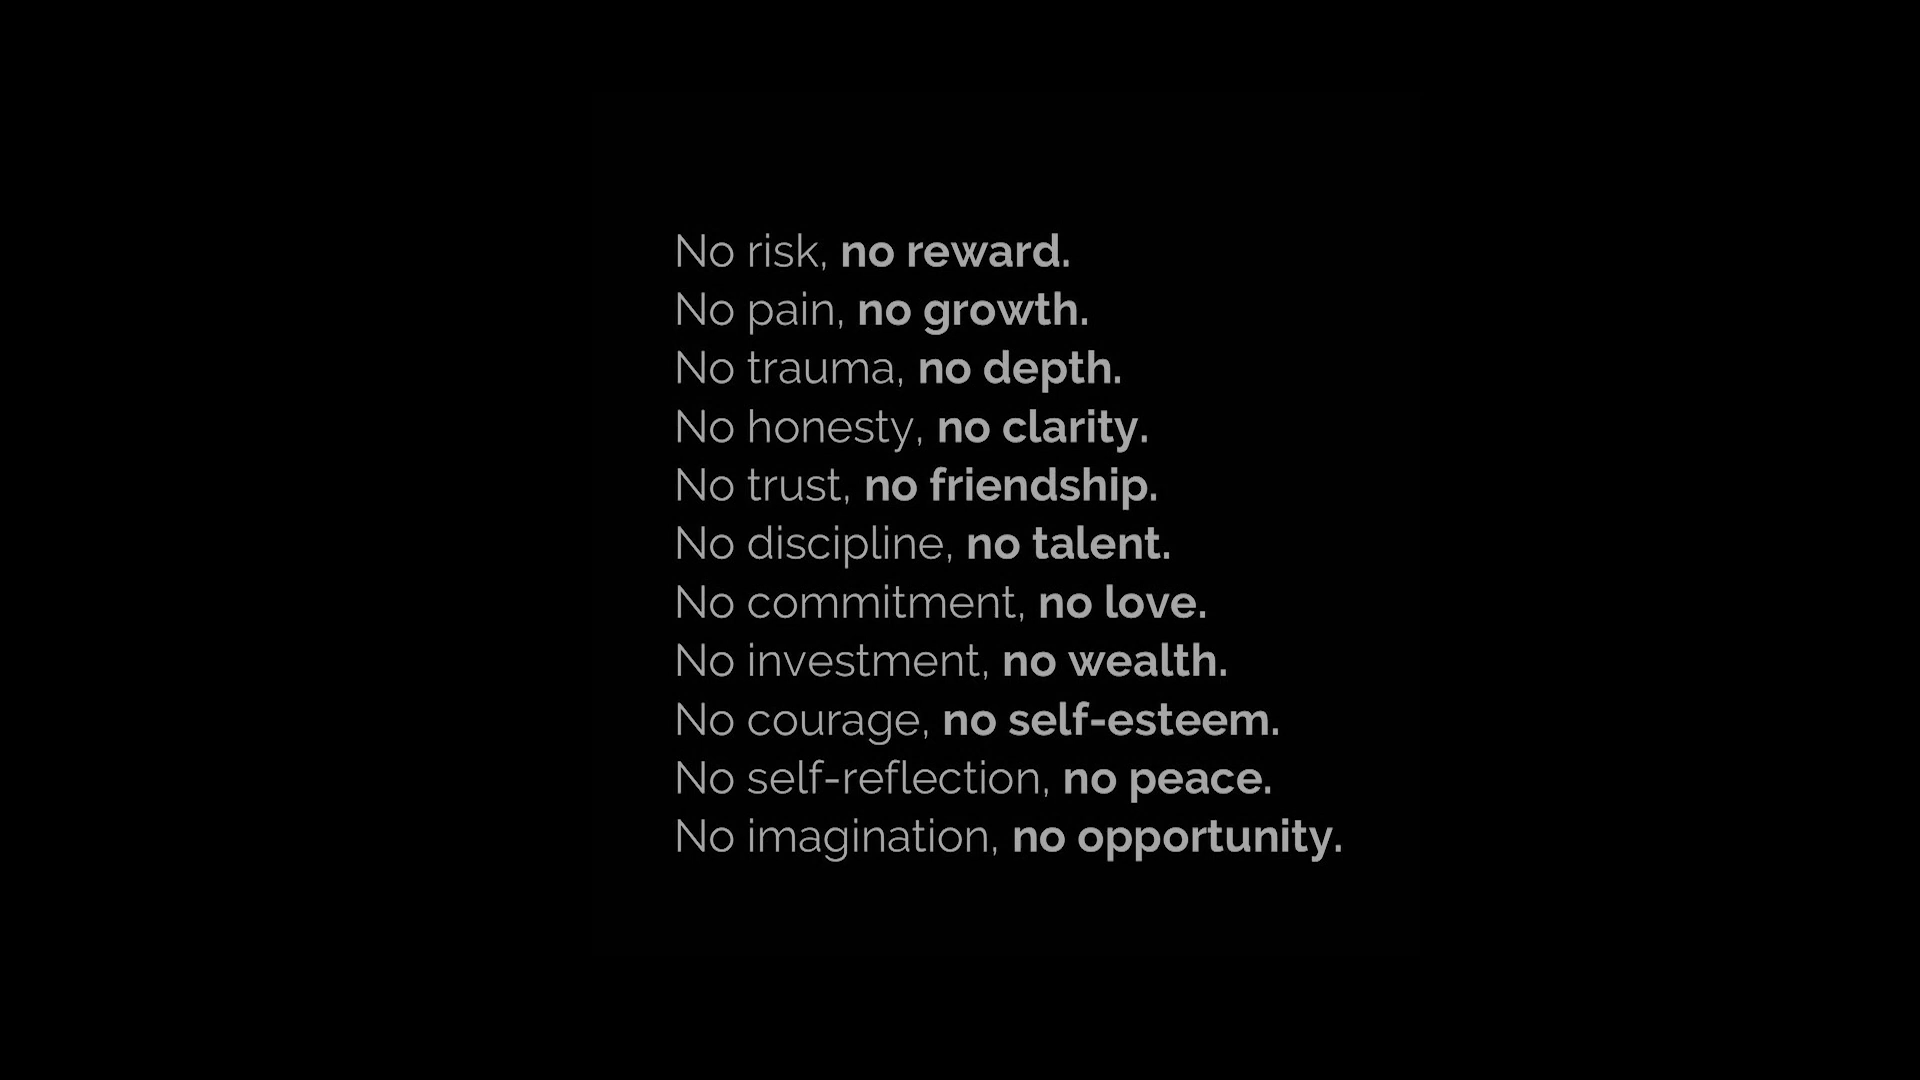 No risk, no reward.
No pain, no growth.
No trauma, no depth.
No honesty, no clarity.
No trust, no friendship.
No discipline, no talent.
No commitment, no love.
No investment, no wealth.
No courage, no self-esteem.
No self-reflection, no peace.
No imagination, no opportunity.